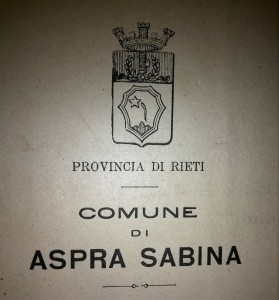 PROVINCIA DI RIETI
COMUNE
DI
ASPRA SABINA